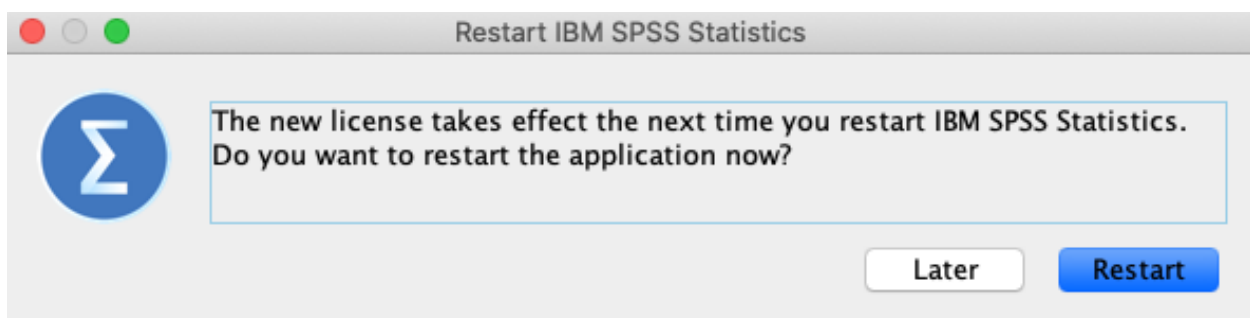 Restart IBM SPSS Statistics
Σ
The new license takes effect the next time you restart IBM SPSS Statistics.
Do you want to restart the application now?
Later
Restart